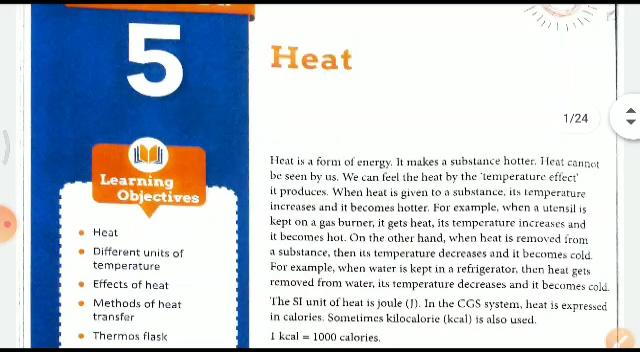 5
Heat
1/24
Learning
Objectives
Heat
Different units of
temperature
Effects of heat
Methods of heat
transfer
Thermos flask
Heat is a form of energy. It makes a substance hotter. Heat cannot
be seen by us. We can feel the heat by the 'temperature effect'
it produces. When heat is given to a substance, its temperature
increases and it becomes hotter. For example, when a utensil is
kept on a gas burner, it gets heat, its temperature increases and
it becomes hot. On the other hand, when heat is removed from
a substance, then its temperature decreases and it becomes cold.
For example, when water is kept in a refrigerator, then heat gets
removed from water, its temperature decreases and it becomes cold.
The SI unit of heat is joule (J). In the CGS system, heat is expressed
in calories. Sometimes kilocalorie (kcal) is also used.
1 kcal = 1000 calories.